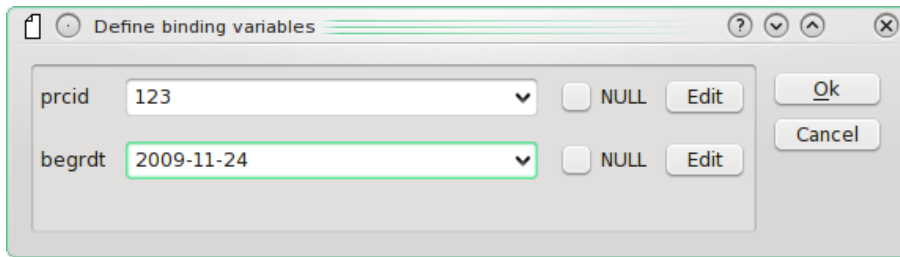 Define binding variables
prcid 123 NULL Edit Ok
Cancel
begrdt 2009-11-24 NULL Edit